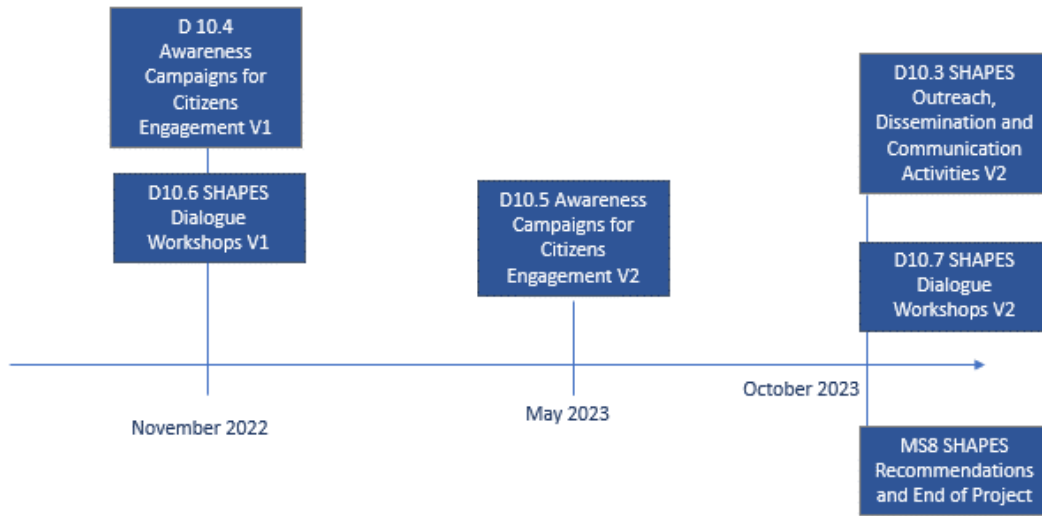 D 10.4
Awareness
Campaigns for
Citizens
Engagement V1
D10.6 SHAPES
Dialogue
Workshops V1
November 2022
D10.5 Awareness
Campaigns for
Citizens
Engagement V2
May 2023
D10.3 SHAPES
Outreach,
Dissemination and
Communication
Activities V2
D10.7 SHAPES
Dialogue
Workshops V2
October 2023
MS8 SHAPES
Recommendations
and End of Project